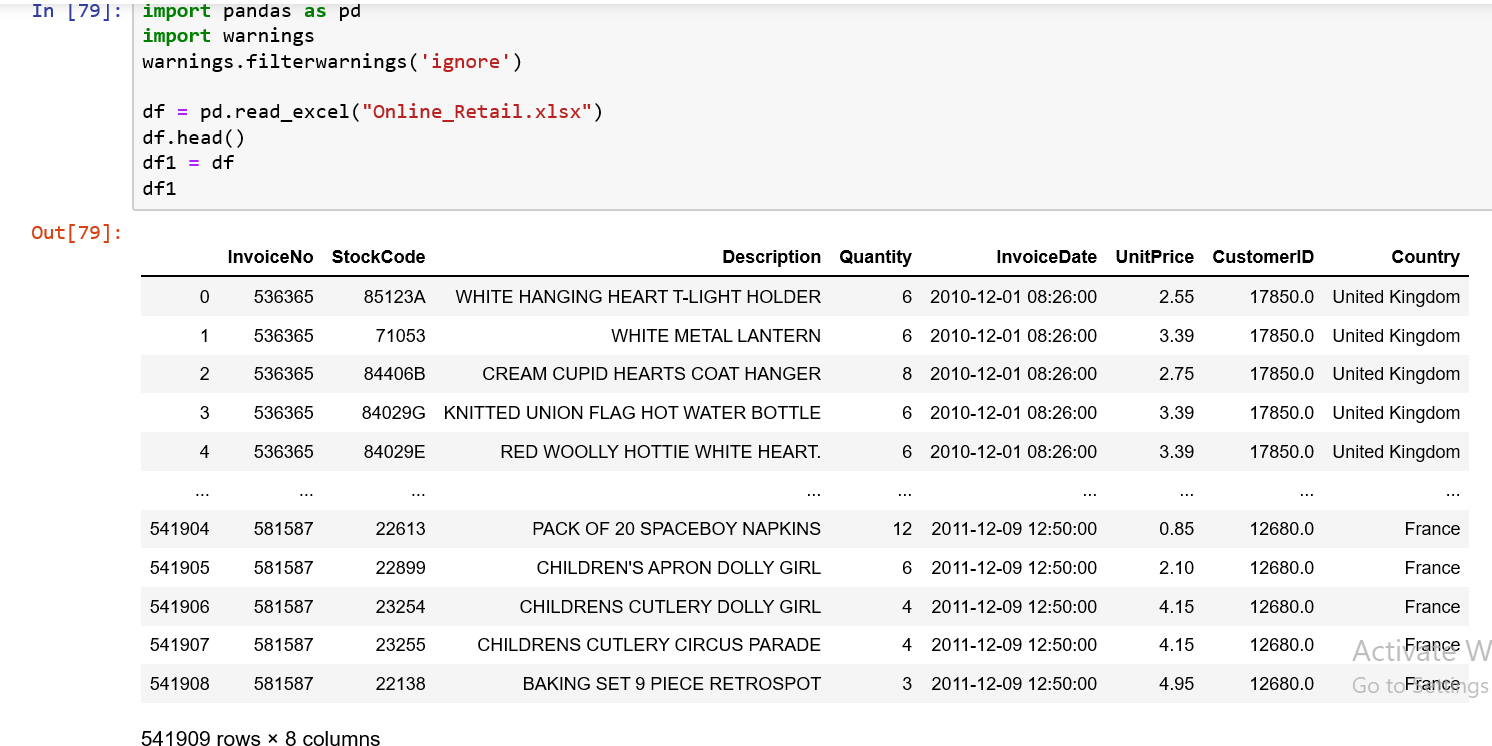 In [79]: import pandas as pd
import warnings
warnings.filterwarnings('ignore')
df = pd.read_excel("Online_Retail.xlsx")
df.head()
df1 = df
df1
Out[79]:
InvoiceNo StockCode Description Quantity InvoiceDate UnitPrice CustomerID Country
0 536365 85123A WHITE HANGING HEART T-LIGHT HOLDER 6 2010-12-01 08:26:00 2.55 17850.0 United Kingdom
1 536365 71053 WHITE METAL LANTERN 6 2010-12-01 08:26:00 3.39 17850.0 United Kingdom
2 536365 84406B CREAM CUPID HEARTS COAT HANGER 8 2010-12-01 08:26:00 2.75 17850.0 United Kingdom
3 536365 84029G KNITTED UNION FLAG HOT WATER BOTTLE 6 2010-12-01 08:26:00 3.39 17850.0 United Kingdom
4 536365 84029E RED WOOLLY HOTTIE WHITE HEART. 6 2010-12-01 08:26:00 3.39 17850.0 United Kingdom
... ... ... ... ... ... ... ... ...
541904 581587 22613 PACK OF 20 SPACEBOY NAPKINS 12 2011-12-09 12:50:00 0.85 12680.0 France
541905 581587 22899 CHILDREN'S APRON DOLLY GIRL 6 2011-12-09 12:50:00 2.10 12680.0 France
541906 581587 23254 CHILDRENS CUTLERY DOLLY GIRL 4 2011-12-09 12:50:00 4.15 12680.0 France
541907 581587 23255 CHILDRENS CUTLERY CIRCUS PARADE 4 2011-12-09 12:50:00 4.15 12680.0 France
Activate W
541908 581587 22138 BAKING SET 9 PIECE RETROSPOT 3 2011-12-09 12:50:00 4.95 12680.0 France
Go to Settings
541909 rows × 8 columns